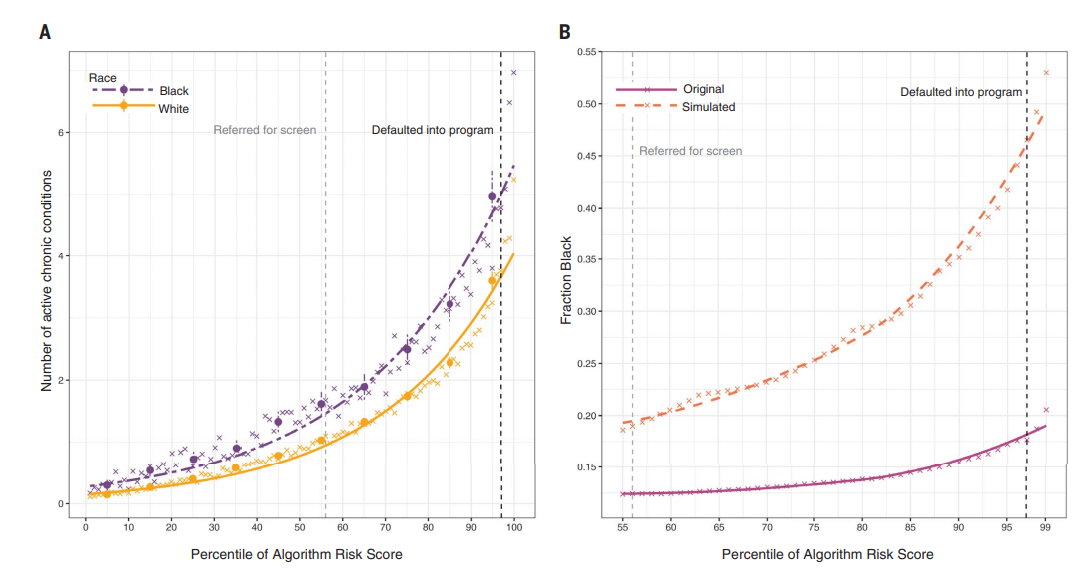 A
Race
Black
White
Referred for screen
Defaulted into program
6
4
2
0
Number of active chronic conditions
0 10 20 30 40 50 60 70 80 90 100
Percentile of Algorithm Risk Score
B
Original
Simulated
Defaulted into program
Referred for screen
0.55
0.50
0.45
0.40
0.35
0.30
0.25
0.20
0.15
Fraction Black
55 60 65 70 75 80 85 90 95 99
Percentile of Algorithm Risk Score